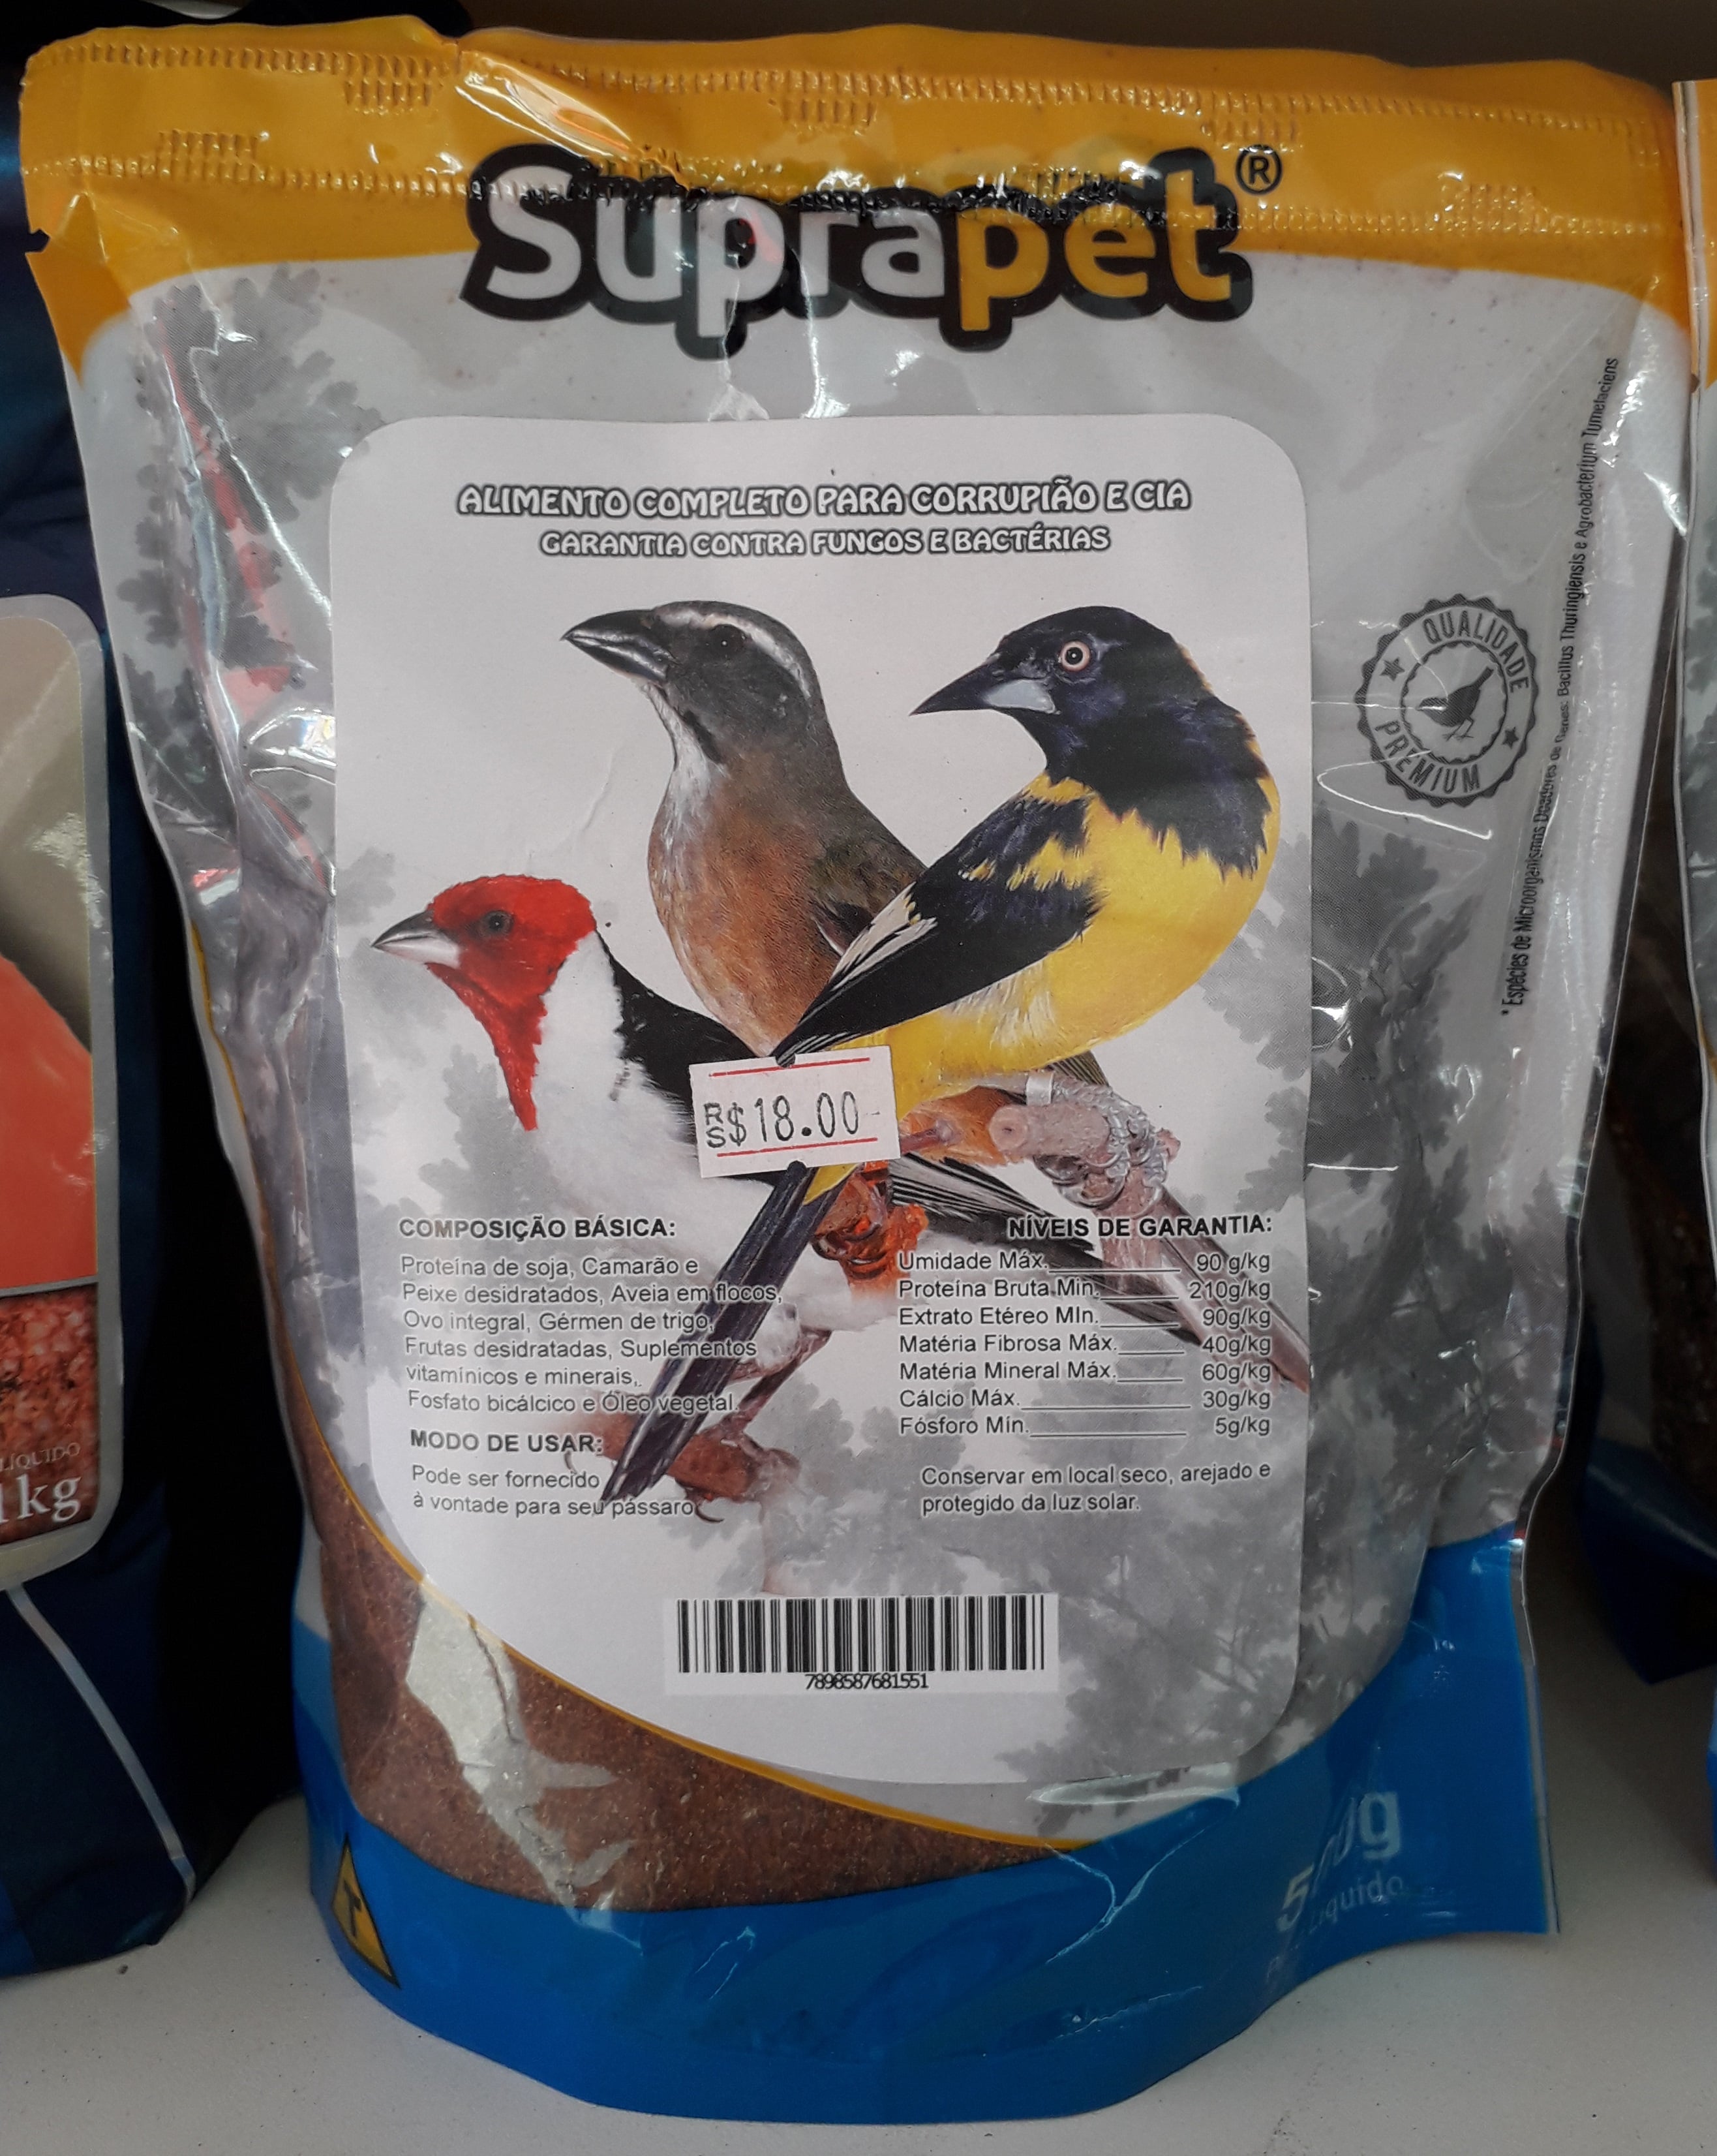 Suprapet®
ALIMENTO COMPLETO PARA CORRUPIÃO E CIA
GARANTIA CONTRA FUNGOS E BACTÉRIAS
QUALIDADE
PREMIUM
*Espécies de Microorganismos Doadores de Genes: Bacillus Thuringiensis e Agrobacterium Tumefaciens
R$ $18.00
COMPOSIÇÃO BÁSICA:
Proteína de soja, Camarão e
Peixe desidratados, Aveia em flocos,
Ovo integral, Gérmen de trigo,
Frutas desidratadas, Suplementos
vitamínicos e minerais,.
Fosfato bicálcico e Óleo vegetal.
MODO DE USAR:
Pode ser fornecido
à vontade para seu pássaro
NÍVEIS DE GARANTIA:
Umidade Máx. 90 g/kg
Proteína Bruta Min. 210g/kg
Extrato Etéreo MIn. 90g/kg
Matéria Fibrosa Máx. 40g/kg
Matéria Mineral Máx. 60g/kg
Cálcio Máx. 30g/kg
Fósforo Mín. 5g/kg
Conservar em local seco, arejado e
protegido da luz solar.
7898587681551
T
500g
Líquido
LÍQUIDO
1kg